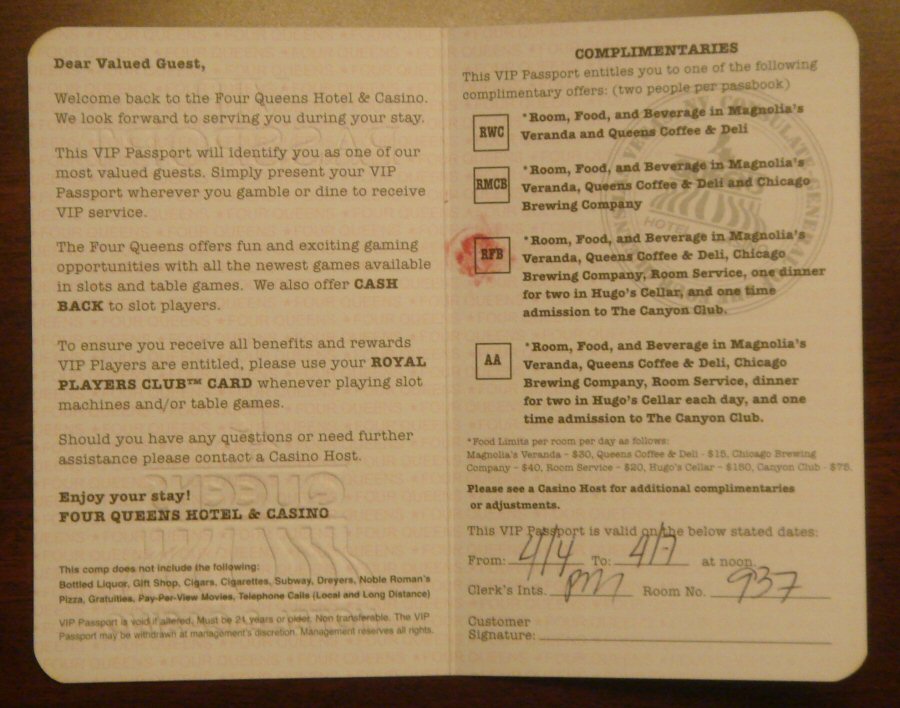 Dear Valued Guest,
Welcome back to the Four Queens Hotel & Casino.
We look forward to serving you during your stay.
This VIP Passport will identify you as one of our
most valued guests. Simply present your VIP
Passport wherever you gamble or dine to receive
VIP service.
The Four Queens offers fun and exciting gaming
opportunities with all the newest games available
in slots and table games. We also offer CASH
BACK to slot players.
To ensure you receive all benefits and rewards
VIP Players are entitled, please use your ROYAL
PLAYERS CLUB™ CARD whenever playing slot
machines and/or table games.
Should you have any questions or need further
assistance please contact a Casino Host.
Enjoy your stay!
FOUR QUEENS HOTEL & CASINO
This comp does not include the following:
Bottled Liquor, Gift Shop, Cigars, Cigarettes, Subway, Dreyers, Noble Roman's
Pizza, Gratuities, Pay-Per-View Movies, Telephone Calls (Local and Long Distance)
VIP Passport is void if altered. Must be 21 years or older. Non transferable. The VIP
Passport may be withdrawn at management's discretion. Management reserves all rights.
COMPLIMENTARIES
This VIP Passport entitles you to one of the following
complimentary offers: (two people per passbook)
RWC
*Room, Food, and Beverage in Magnolia's
Veranda and Queens Coffee & Deli
RMCB
*Room, Food, and Beverage in Magnolia's
Veranda, Queens Coffee & Deli and Chicago
Brewing Company
RFB
*Room, Food, and Beverage in Magnolia's
Veranda, Queens Coffee & Deli, Chicago
Brewing Company, Room Service, one dinner
for two in Hugo's Cellar, and one time
admission to The Canyon Club.
AA
*Room, Food, and Beverage in Magnolia's
Veranda, Queens Coffee & Deli, Chicago
Brewing Company, Room Service, dinner
for two in Hugo's Cellar each day, and one
time admission to The Canyon Club.
*Food Limits per room per day as follows:
Magnolia's Veranda - $30, Queens Coffee & Deli - $15, Chicago Brewing
Company - $40, Room Service - $20, Hugo's Cellar - $150, Canyon Club - $75.
Please see a Casino Host for additional complimentaries
or adjustments.
This VIP Passport is valid on the below stated dates:
From: 4/4 To: 4/7 at noon
Clerk's Ints. Room No. 937
Customer
Signature: